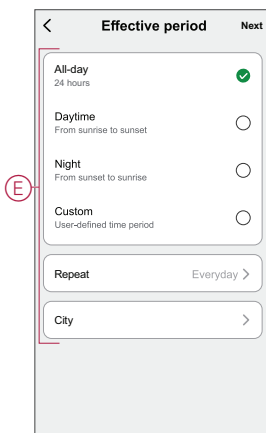 Effective period Next
All-day
24 hours
Daytime
From sunrise to sunset
Night
From sunset to sunrise
E
Custom
User-defined time period
Repeat Everyday
City